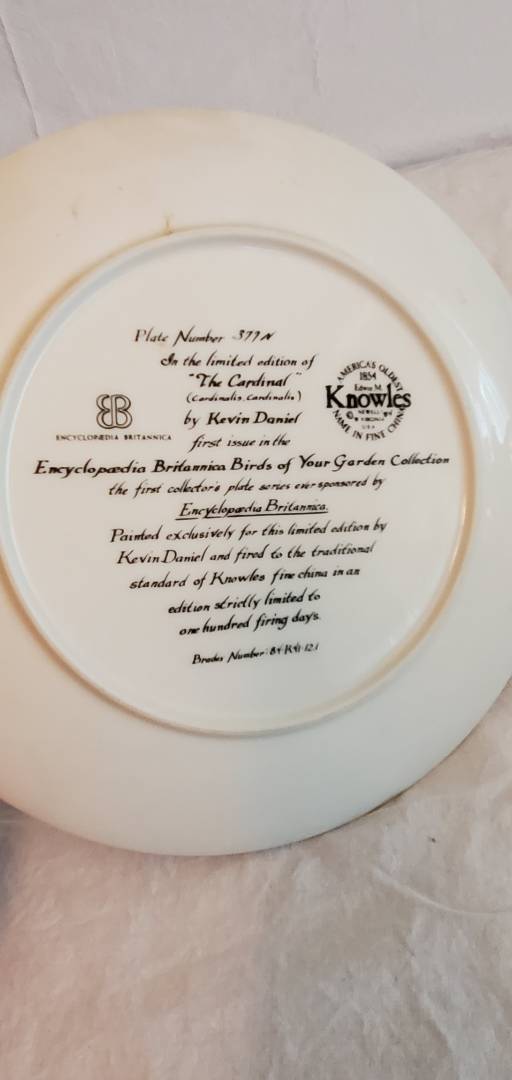 Plate Number 377N
In the limited edition of
"The Cardinal"
(Cardinalis, cardinalis)
by Kevin Daniel
first issue in the
Encyclopædia Britannica Birds of Your Garden Collection
the first collector's plate series ever sponsored by
Encyclopædia Britannica.
Painted exclusively for this limited edition by
Kevin Daniel and fired to the traditional
standard of Knowles fine china in an
edition strictly limited to
one hundred firing days.
Bradex Number: 84-K41-12.1
ENCYCLOPÆDIA BRITANNICA
AMERICA'S OLDEST
1854
Edwin M.
Knowles
NEWELL
W. VIRGINIA
USA
NAME IN FINE CHINA